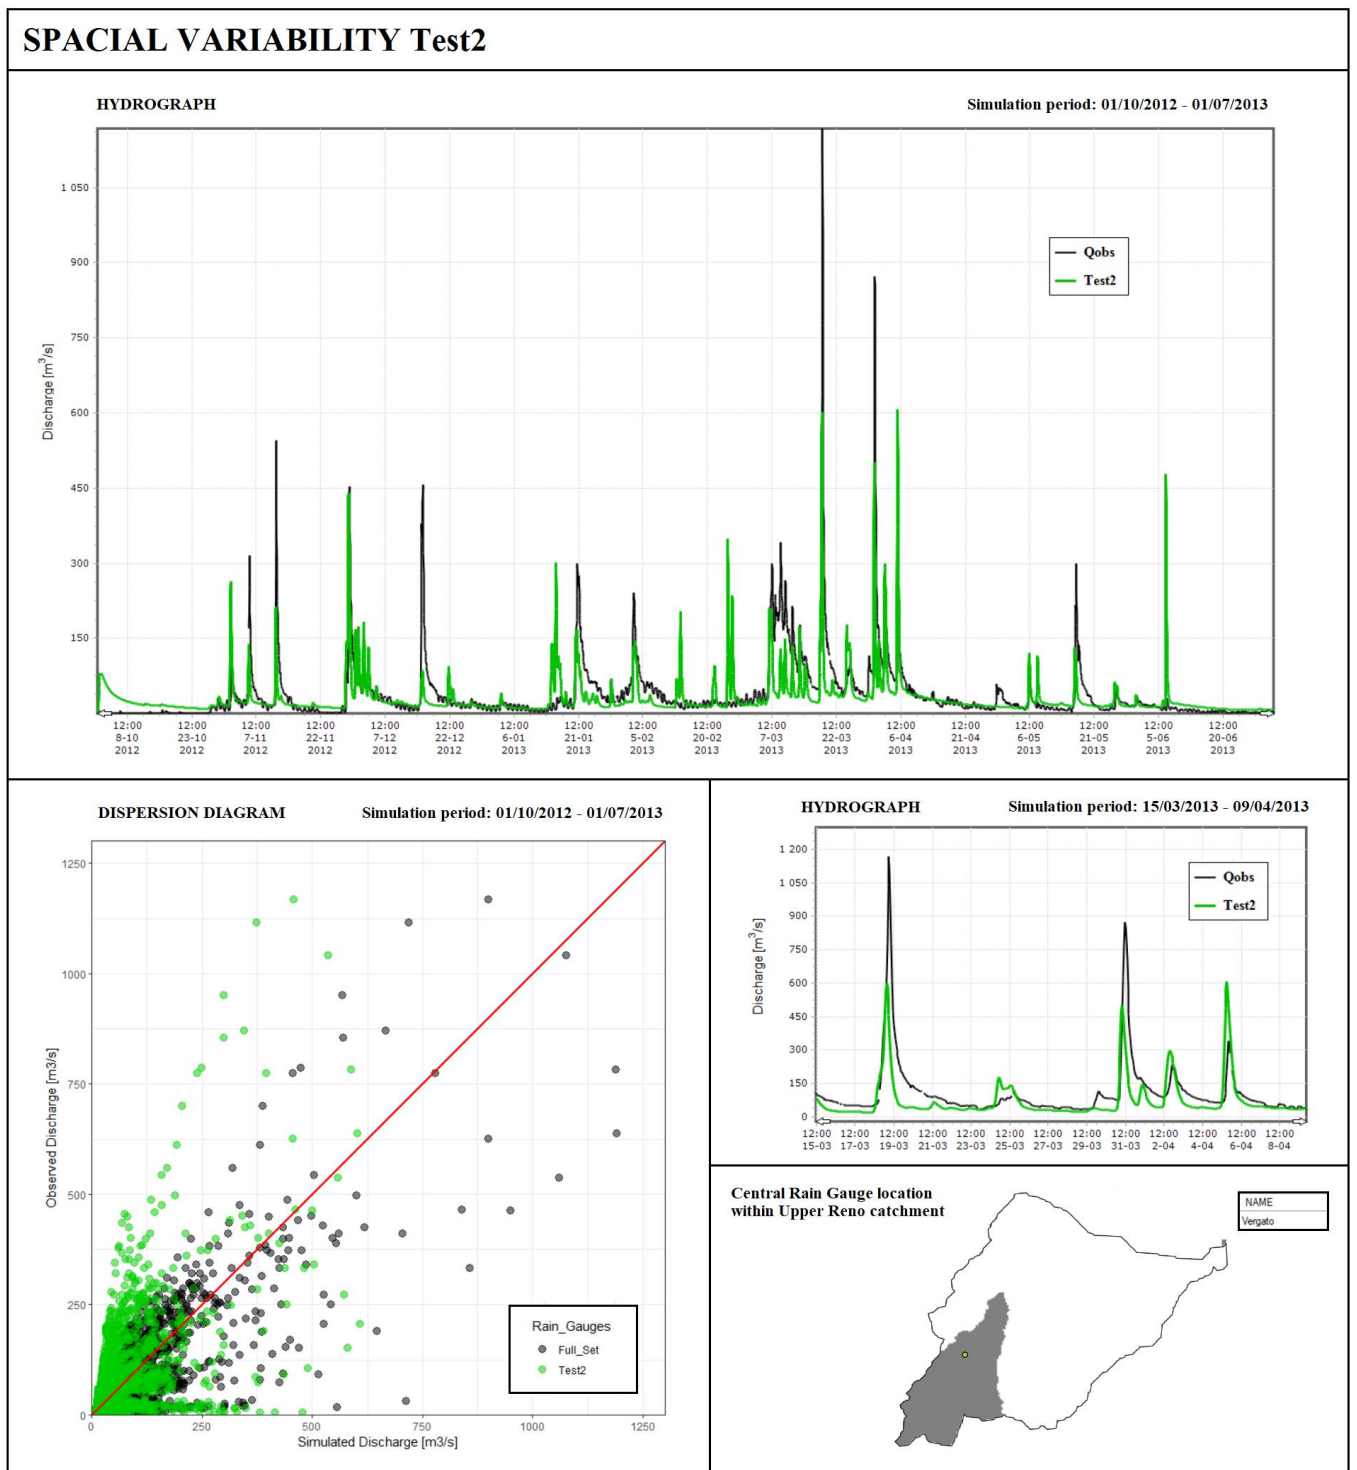 SPACIAL VARIABILITY Test2
HYDROGRAPH
Simulation period: 01/10/2012 - 01/07/2013
Discharge [m³/s]
1 050
900
750
600
450
300
150
Qobs
Test2
12:00 12:00 12:00 12:00 12:00 12:00 12:00 12:00 12:00 12:00 12:00 12:00 12:00 12:00 12:00 12:00 12:00 12:00
8-10 23-10 7-11 22-11 7-12 22-12 6-01 21-01 5-02 20-02 7-03 22-03 6-04 21-04 6-05 21-05 5-06 20-06
2012 2012 2012 2012 2012 2012 2013 2013 2013 2013 2013 2013 2013 2013 2013 2013 2013 2013
DISPERSION DIAGRAM
Simulation period: 01/10/2012 - 01/07/2013
Observed Discharge [m3/s]
1250
1000
750
500
250
0
Rain_Gauges
Full_Set
Test2
0 250 500 750 1000 1250
Simulated Discharge [m3/s]
HYDROGRAPH
Simulation period: 15/03/2013 - 09/04/2013
Discharge [m³/s]
1 200
1 050
900
750
600
450
300
150
0
Qobs
Test2
12:00 12:00 12:00 12:00 12:00 12:00 12:00 12:00 12:00 12:00 12:00 12:00 12:00
15-03 17-03 19-03 21-03 23-03 25-03 27-03 29-03 31-03 2-04 4-04 6-04 8-04
Central Rain Gauge location
within Upper Reno catchment
NAME
Vergato